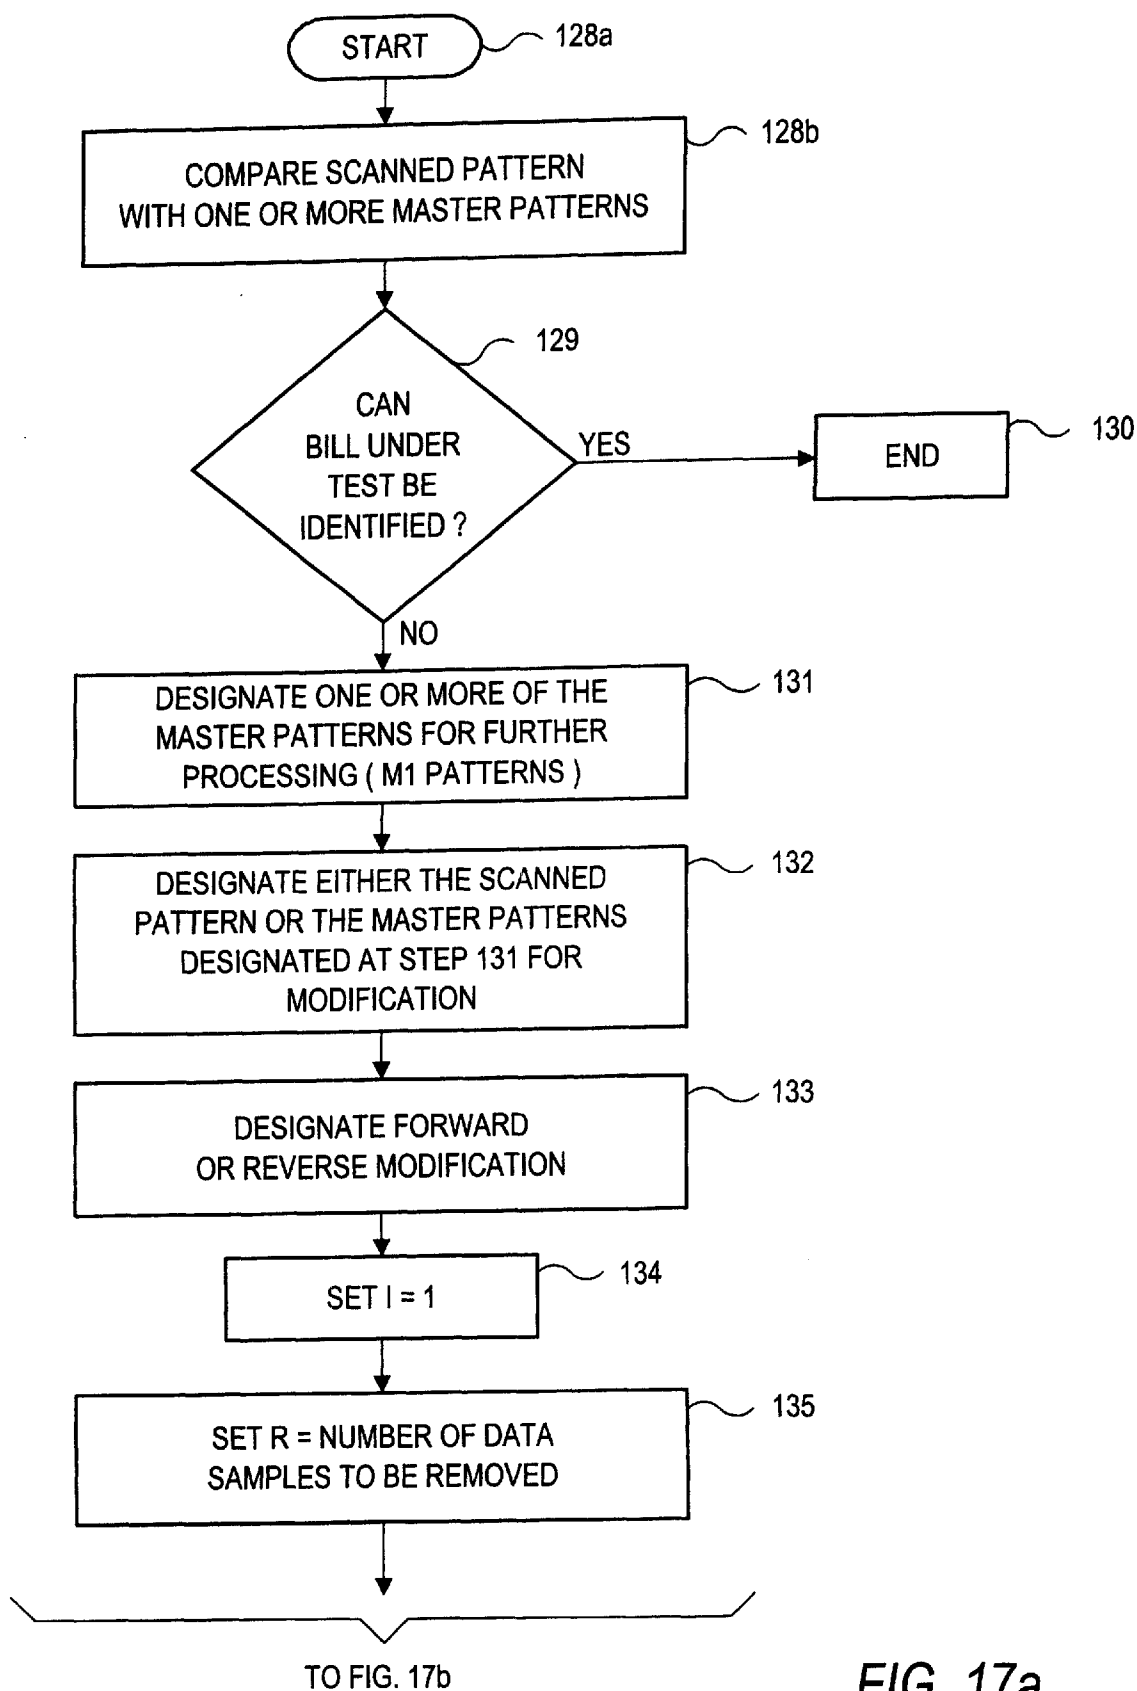 START
128a
COMPARE SCANNED PATTERN
WITH ONE OR MORE MASTER PATTERNS
128b
129
CAN
BILL UNDER
TEST BE
IDENTIFIED ?
YES
END
130
NO
DESIGNATE ONE OR MORE OF THE
MASTER PATTERNS FOR FURTHER
PROCESSING ( M1 PATTERNS )
131
DESIGNATE EITHER THE SCANNED
PATTERN OR THE MASTER PATTERNS
DESIGNATED AT STEP 131 FOR
MODIFICATION
132
DESIGNATE FORWARD
OR REVERSE MODIFICATION
133
SET I = 1
134
SET R = NUMBER OF DATA
SAMPLES TO BE REMOVED
135
TO FIG. 17b
FIG. 17a